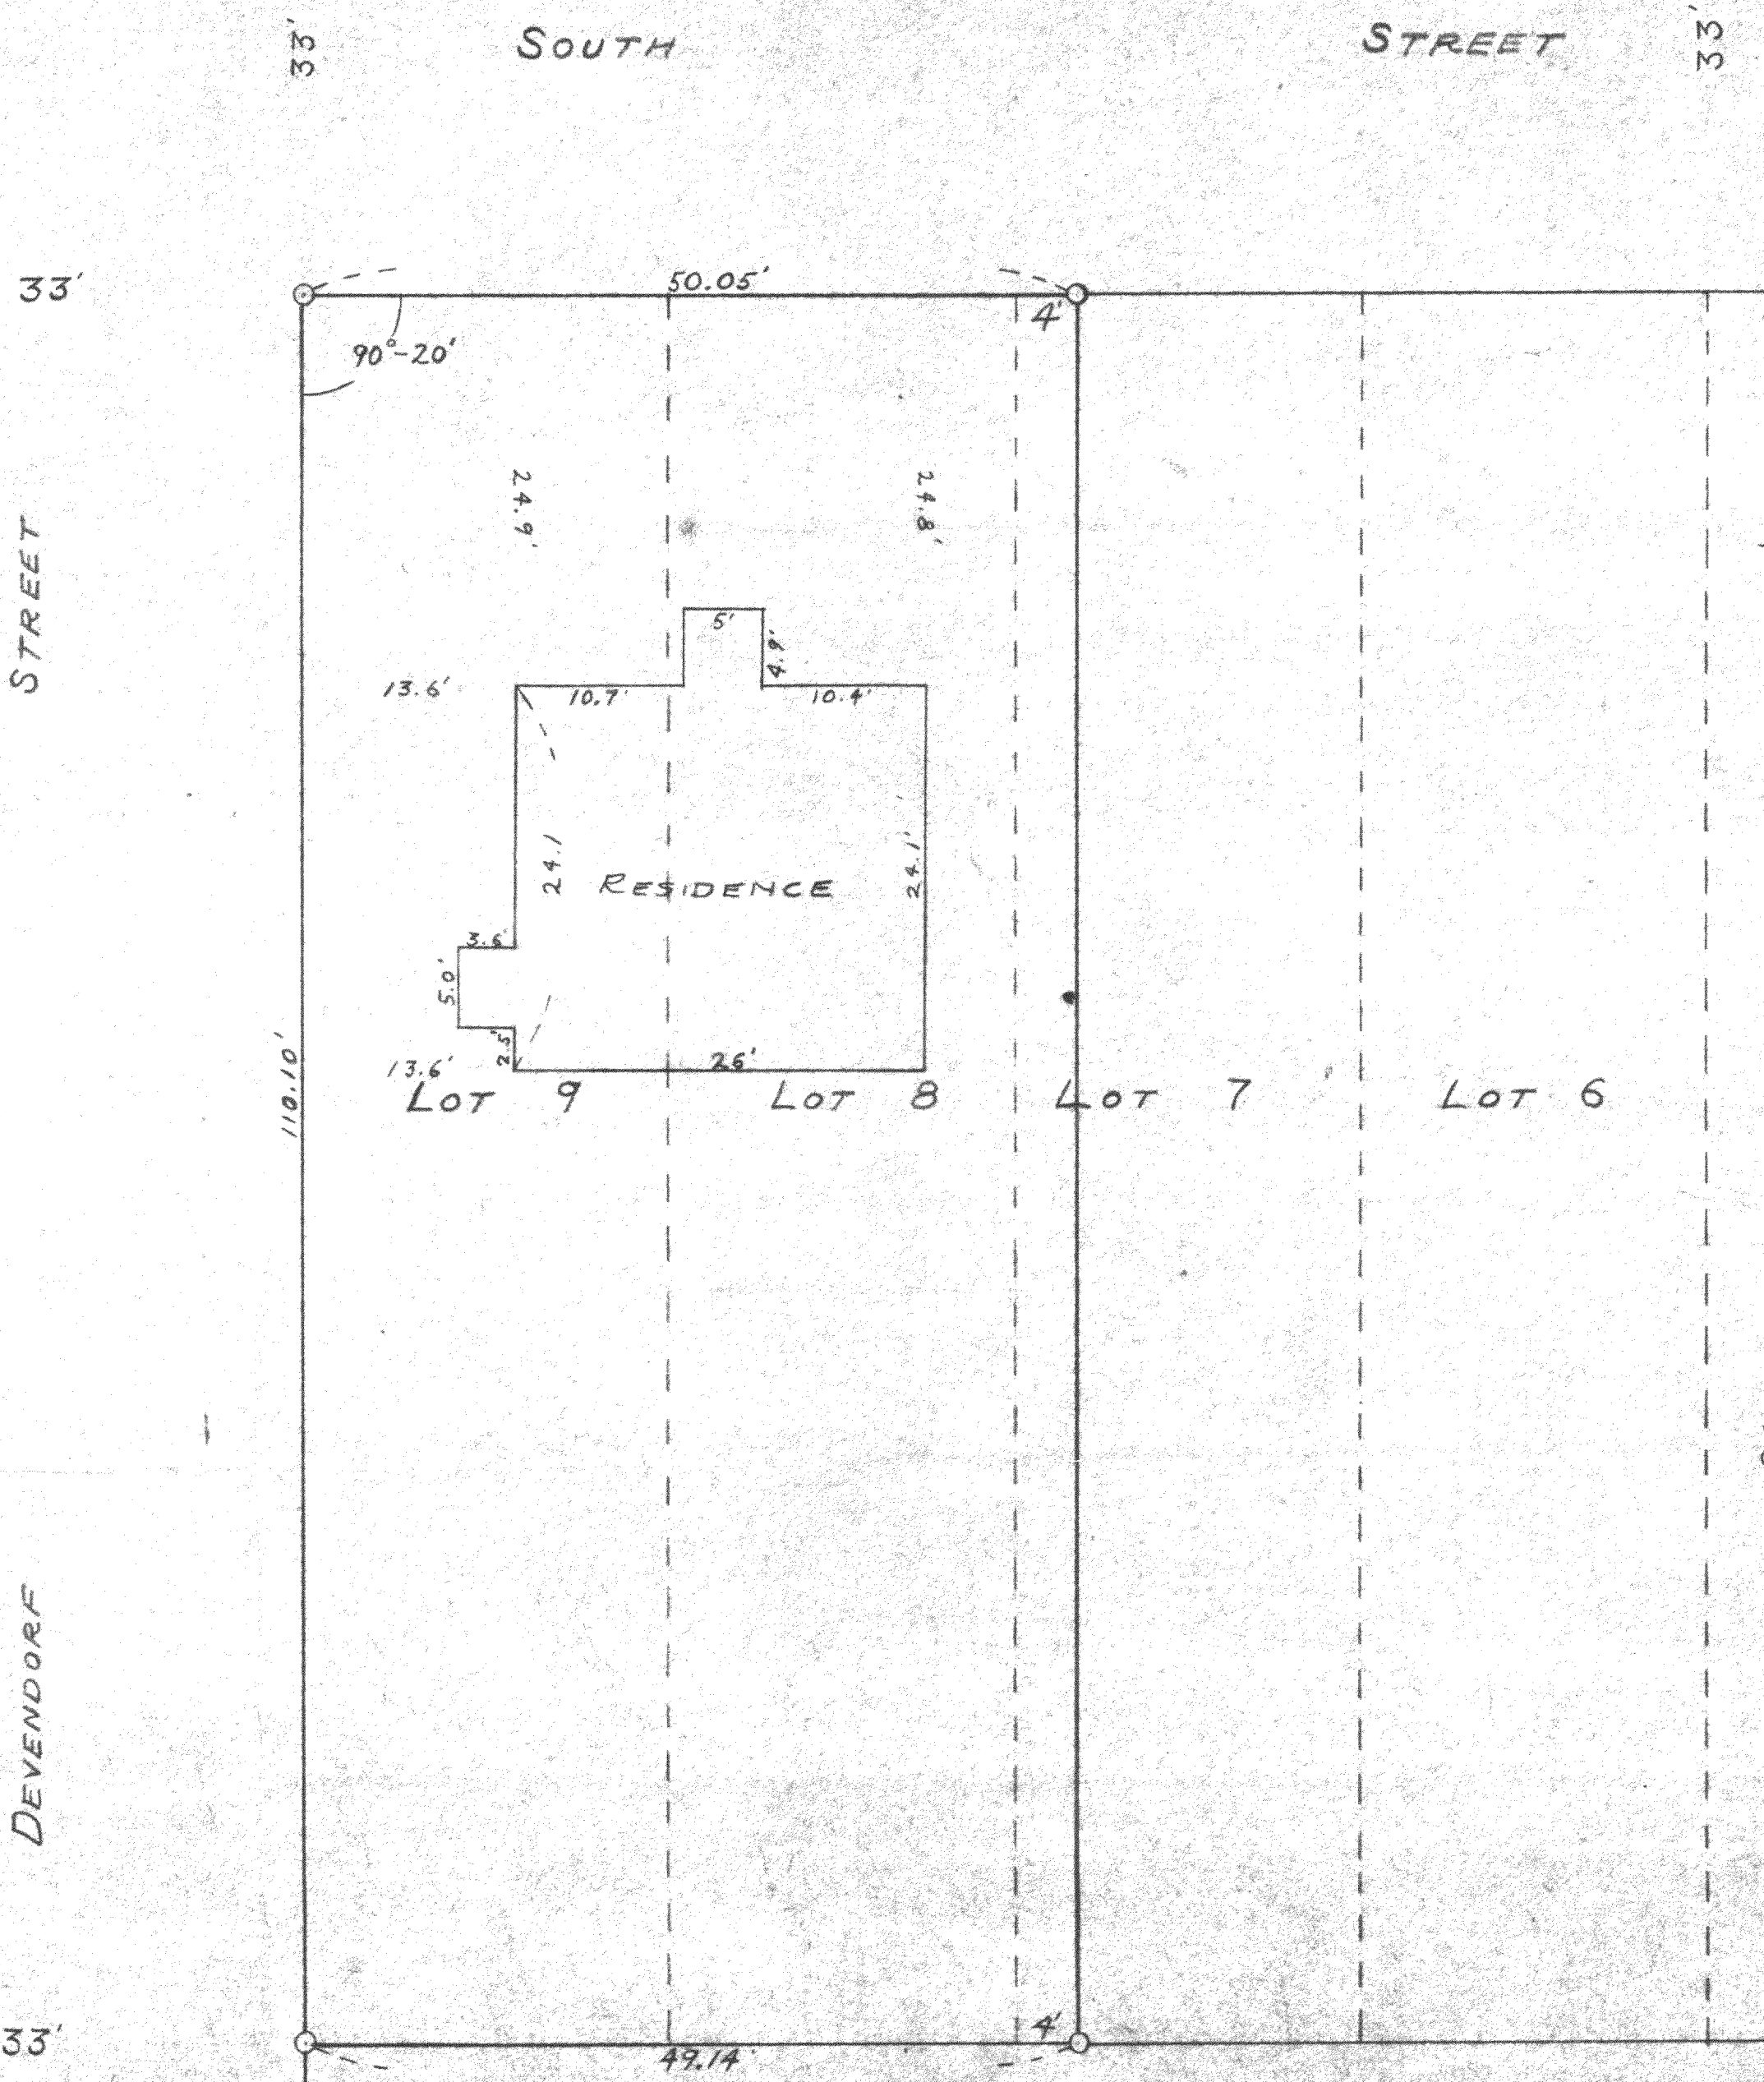 33' SOUTH STREET 33'
33' 50.05'
4'
90°-20'
24.9' 24.8'
STREET
5'
4.9'
13.6' 10.7' 10.4'
24.1 RESIDENCE 24.1'
3.6'
5.0'
2.5'
110.10'
13.6' 26'
LOT 9 LOT 8 LOT 7 LOT 6
DEVENDORF
33' 4'
49.14'